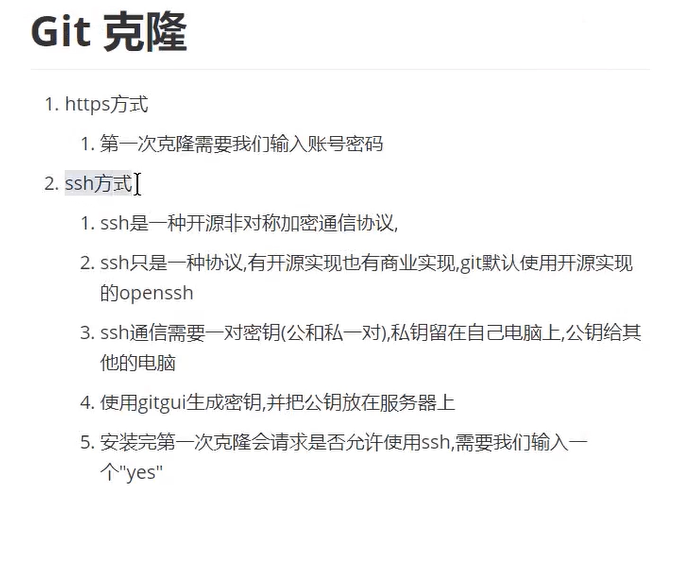 Git 克隆
1. https方式
1. 第一次克隆需要我们输入账号密码
2. ssh方式
1. ssh是一种开源非对称加密通信协议,
2. ssh只是一种协议,有开源实现也有商业实现,git默认使用开源实现
的openssh
3. ssh通信需要一对密钥(公和私一对),私钥留在自己电脑上,公钥给其
他的电脑
4. 使用gitgui生成密钥,并把公钥放在服务器上
5. 安装完第一次克隆会请求是否允许使用ssh,需要我们输入一
个"yes"